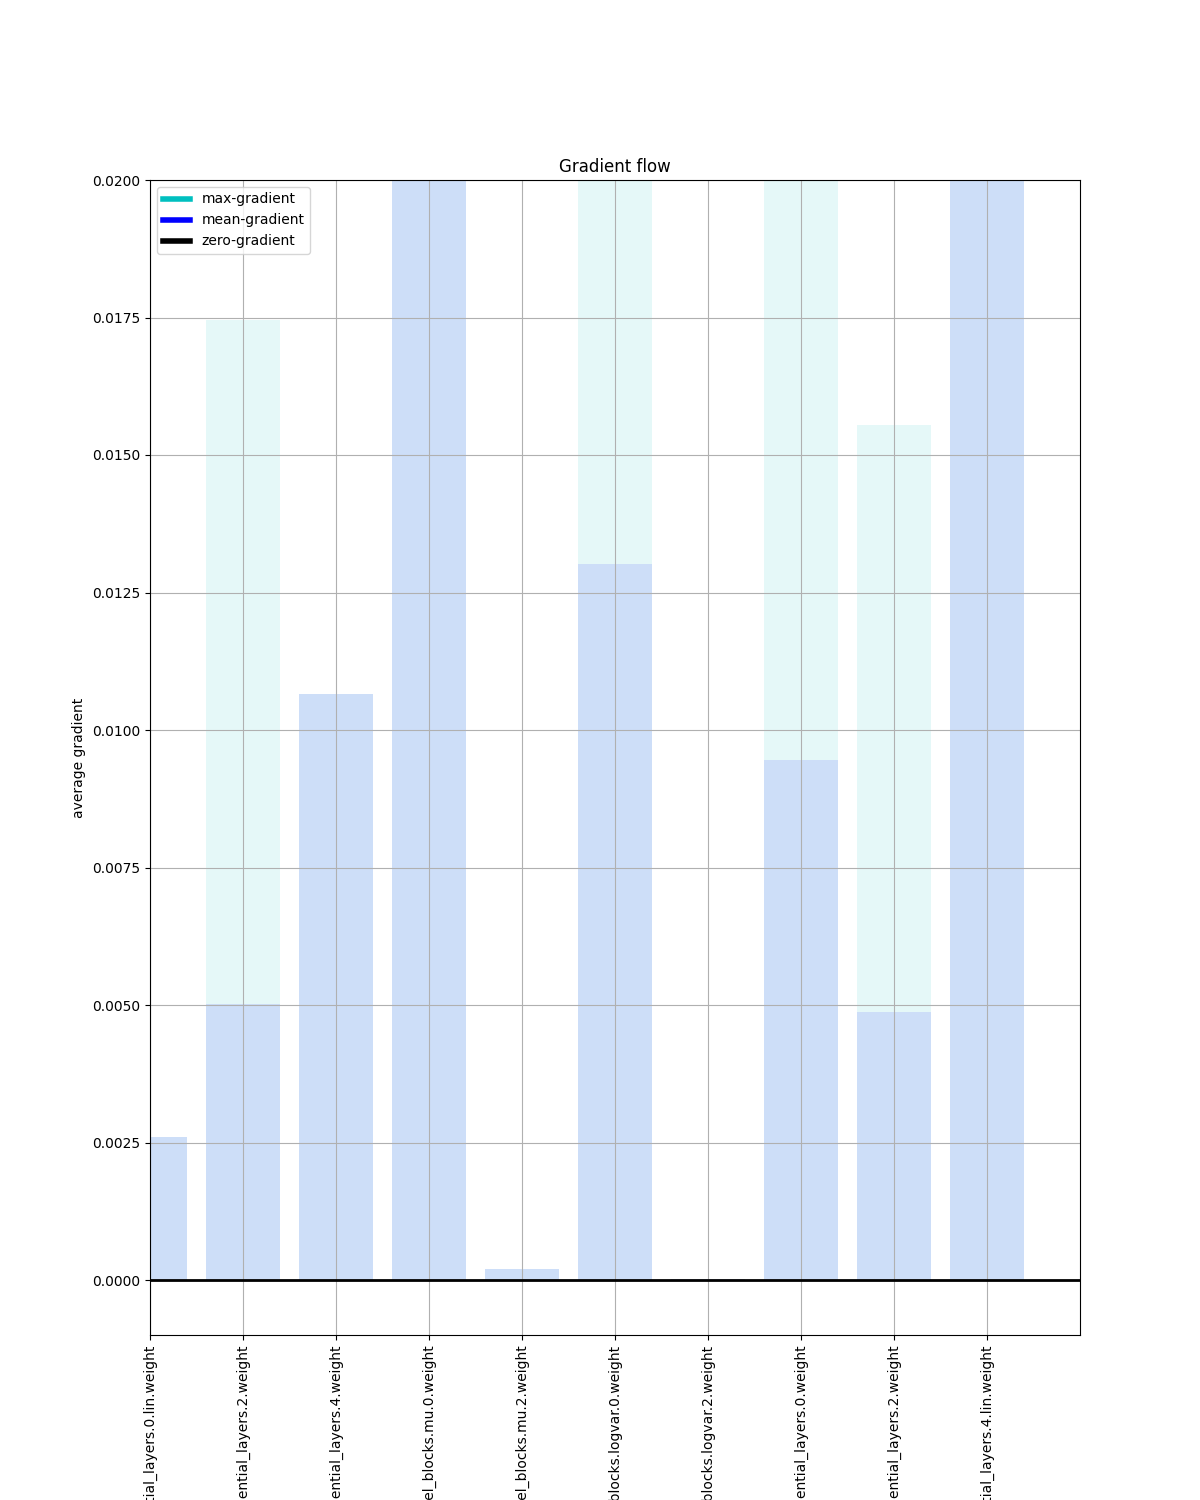 Gradient flow
max-gradient
mean-gradient
zero-gradient
0.0200
0.0175
0.0150
0.0125
0.0100
0.0075
0.0050
0.0025
0.0000
average gradient
tial_layers.0.lin.weight
ential_layers.2.weight
ential_layers.4.weight
el_blocks.mu.0.weight
el_blocks.mu.2.weight
blocks.logvar.0.weight
blocks.logvar.2.weight
ential_layers.0.weight
ential_layers.2.weight
tial_layers.4.lin.weight